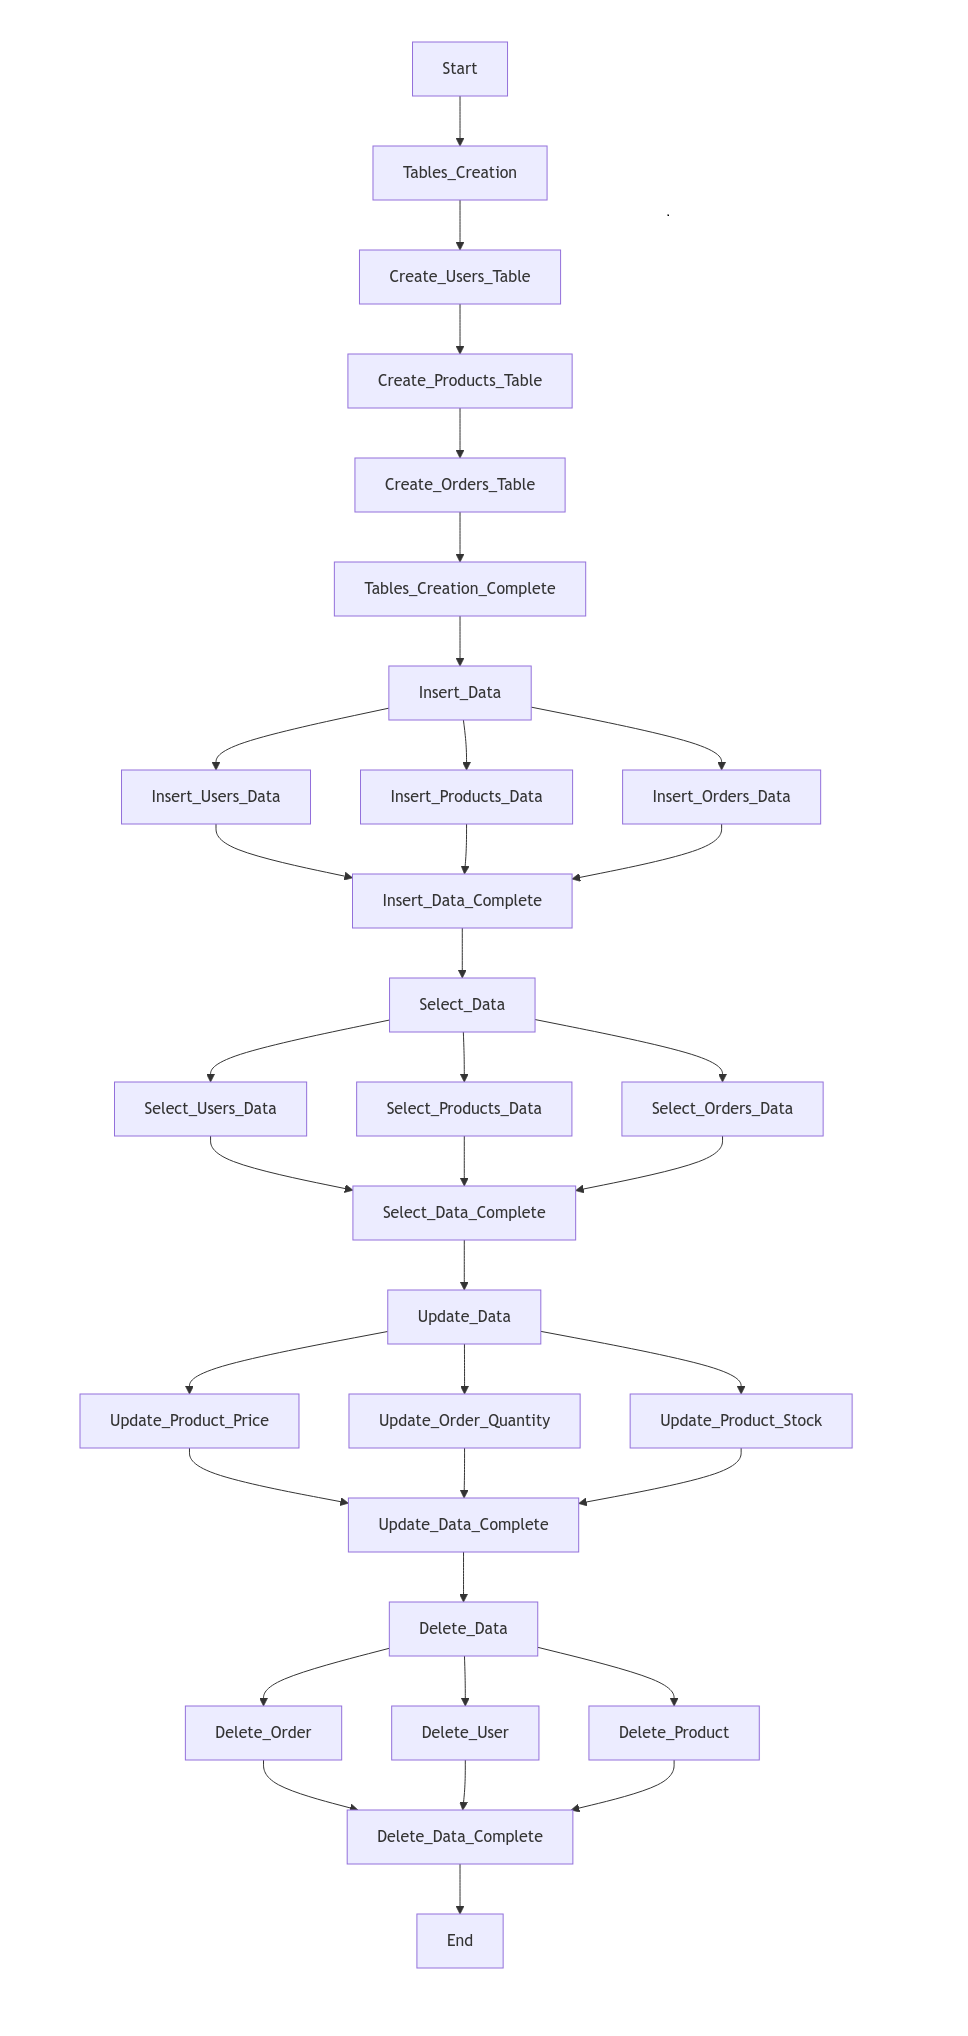 Start
Tables_Creation
Create_Users_Table
Create_Products_Table
Create_Orders_Table
Tables_Creation_Complete
Insert_Data
Insert_Users_Data
Insert_Products_Data
Insert_Orders_Data
Insert_Data_Complete
Select_Data
Select_Users_Data
Select_Products_Data
Select_Orders_Data
Select_Data_Complete
Update_Data
Update_Product_Price
Update_Order_Quantity
Update_Product_Stock
Update_Data_Complete
Delete_Data
Delete_Order
Delete_User
Delete_Product
Delete_Data_Complete
End